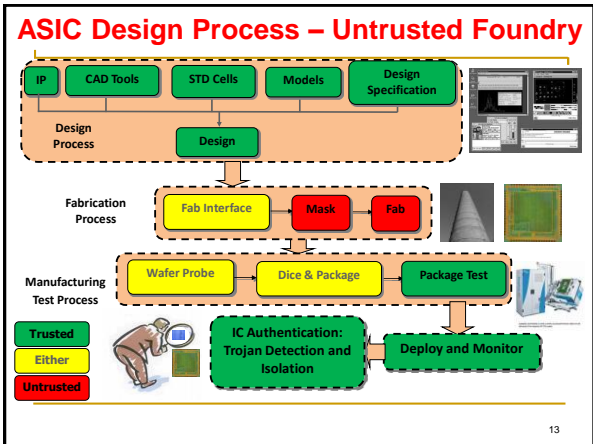 ASIC Design Process – Untrusted Foundry
IP
CAD Tools
STD Cells
Models
Design
Specification
Design
Process
Design
Fabrication
Process
Fab Interface
Mask
Fab
Manufacturing
Test Process
Wafer Probe
Dice & Package
Package Test
Trusted
Either
Untrusted
IC Authentication:
Trojan Detection and
Isolation
Deploy and Monitor
13